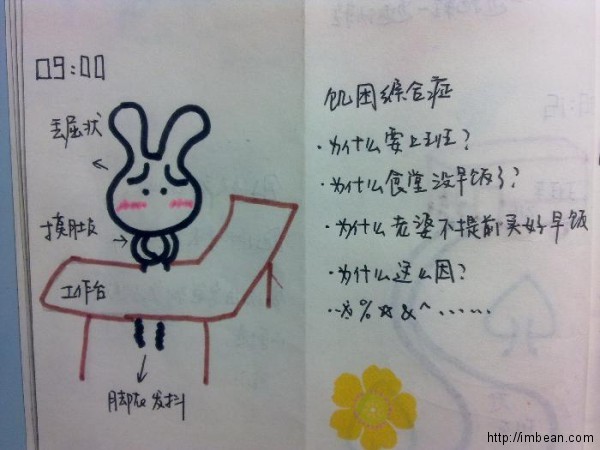 09:00
委屈状
摸肚皮
工作台
脚在发抖
饥困综合症
·为什么要上班?
·为什么食堂没早饭了?
·为什么老婆不提前买好早饭
·为什么这么困?
%☆&^······
http://imbean.com